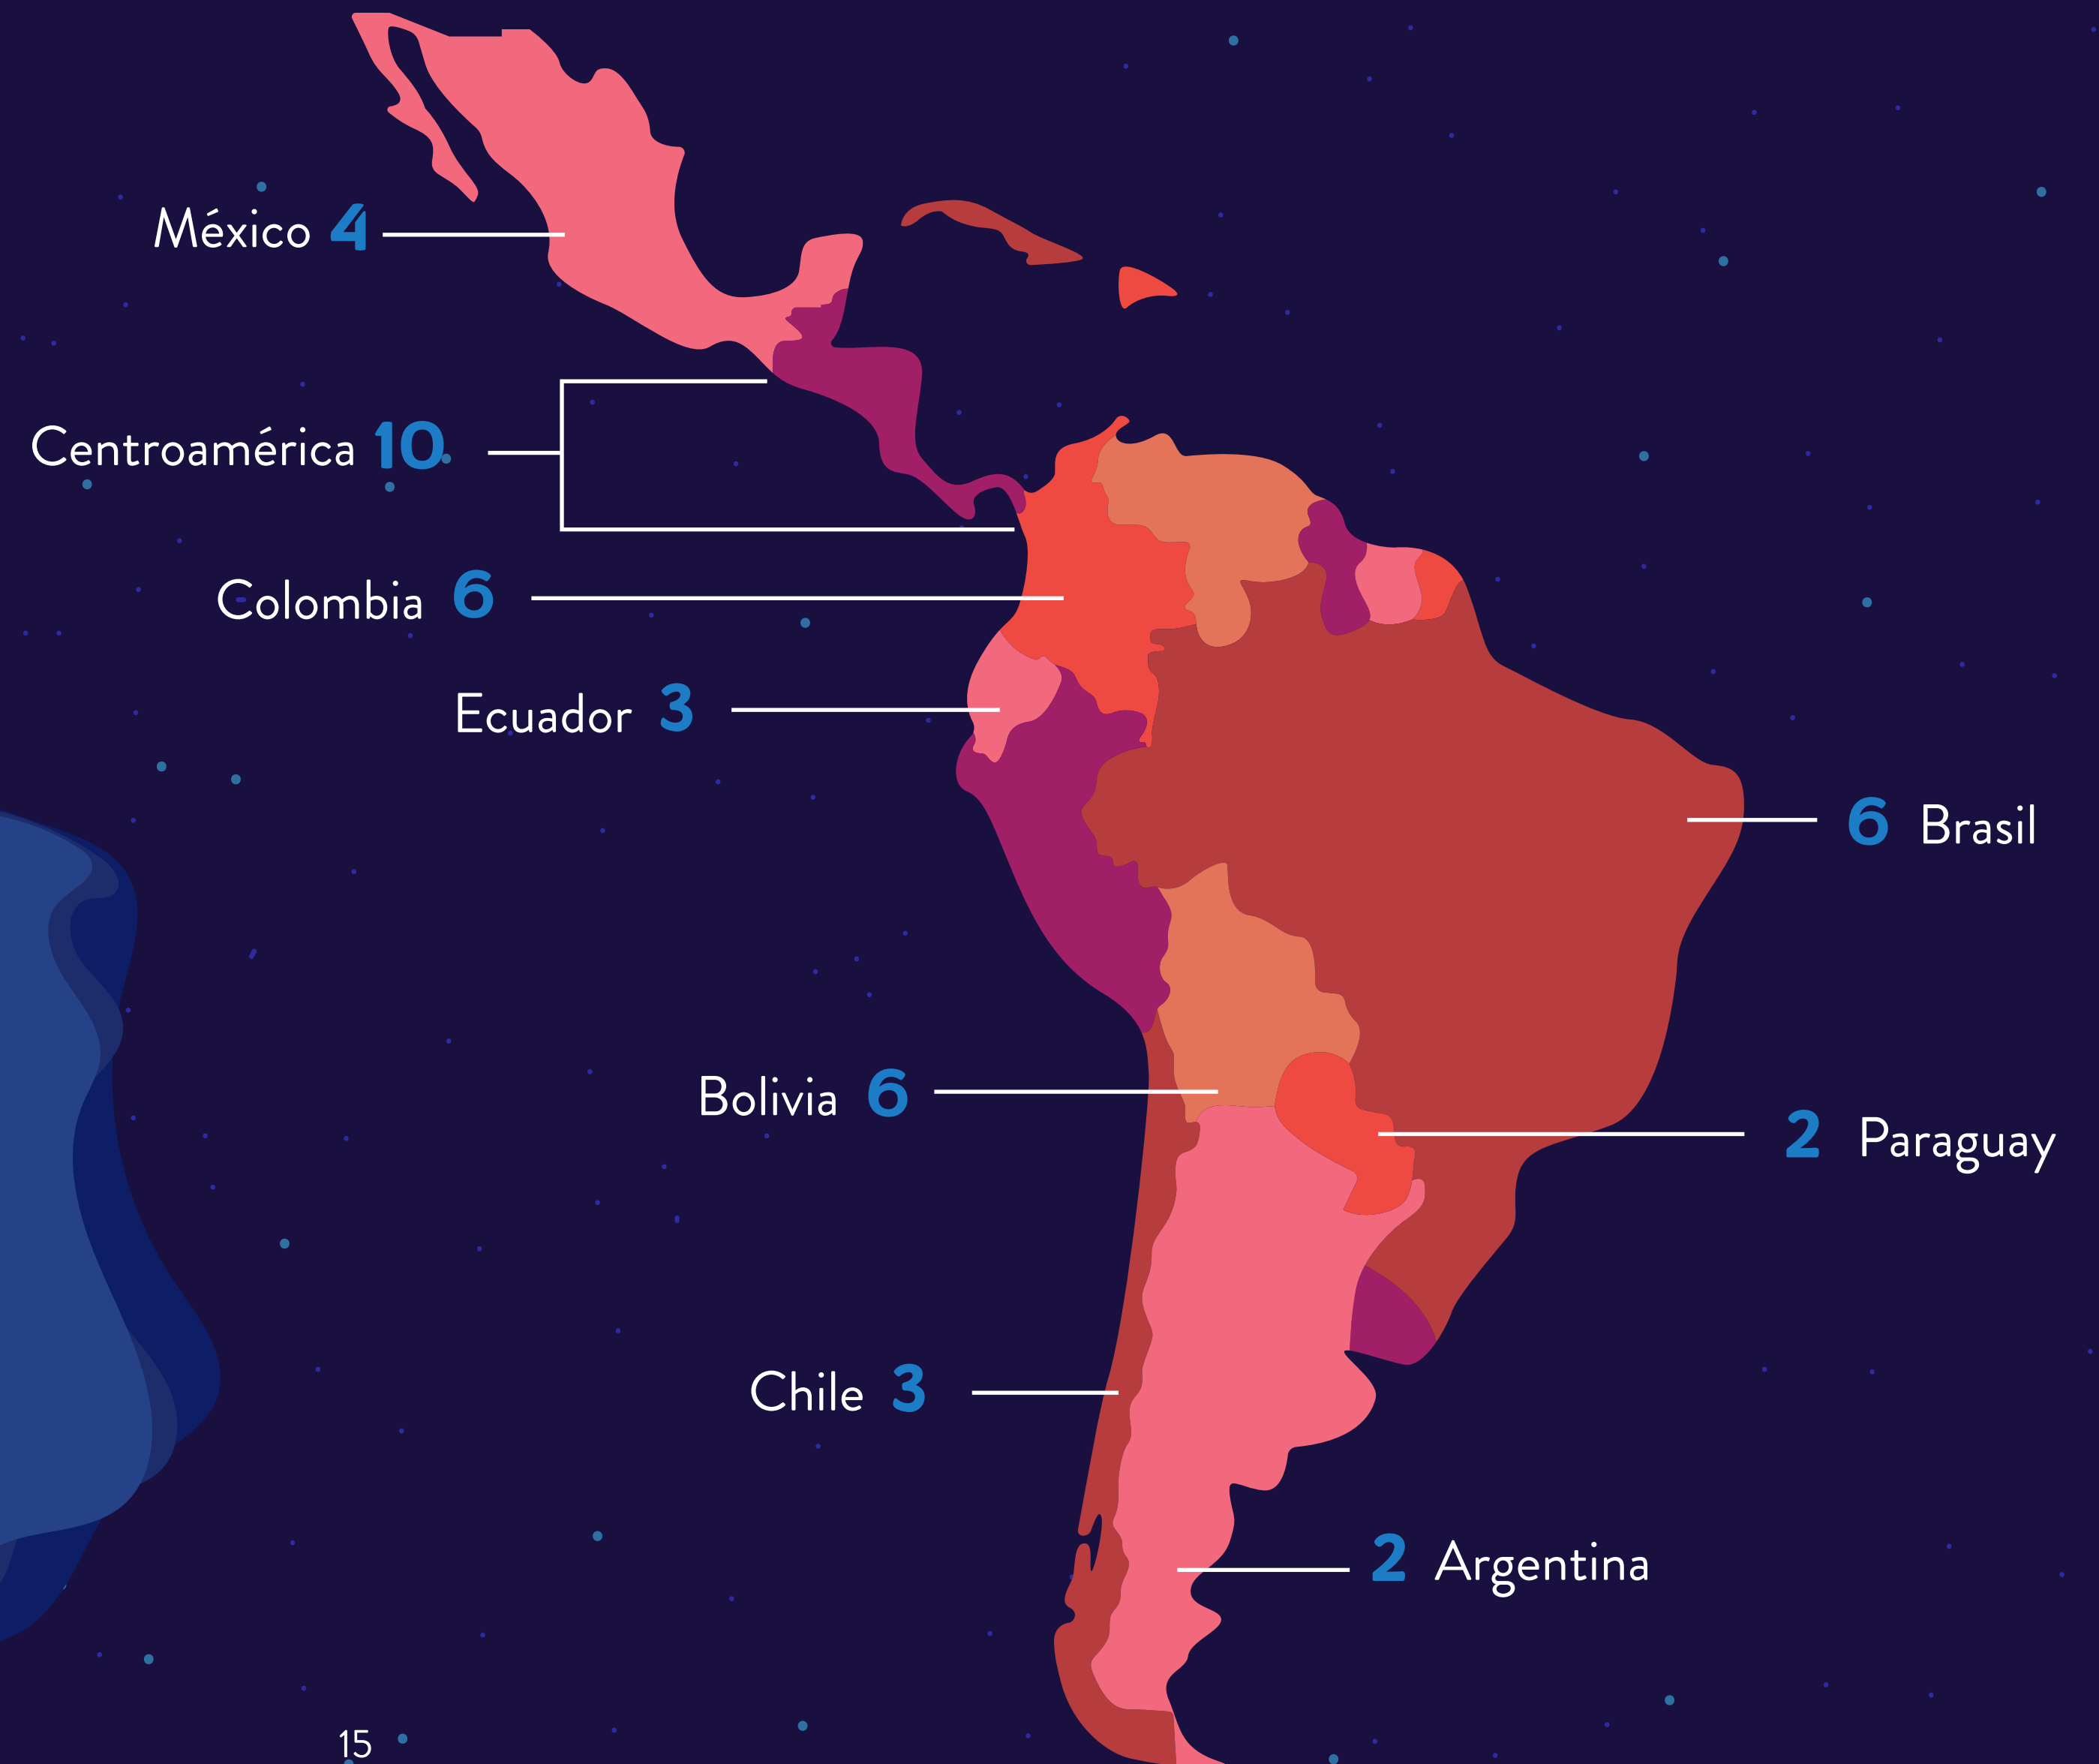 México 4
Centroamérica 10
Colombia 6
Ecuador 3
6 Brasil
Bolivia 6
2 Paraguay
Chile 3
2 Argentina
15